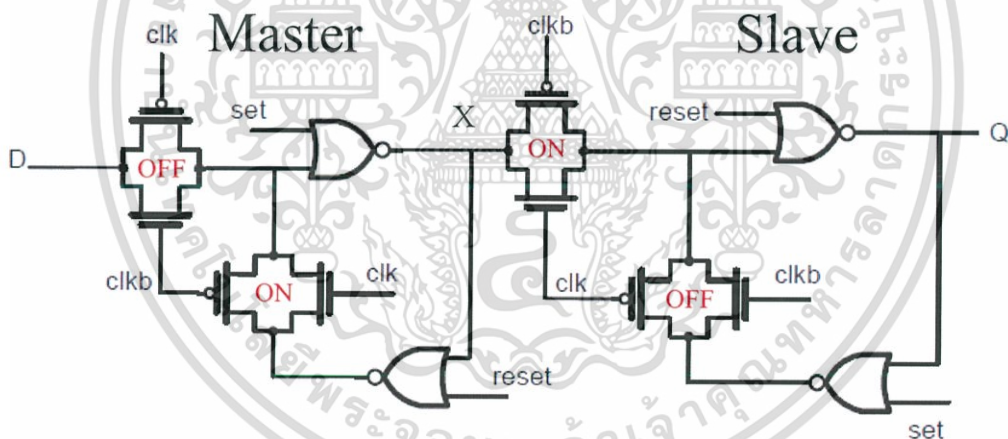 Master
Slave
clk
clkb
set
reset
X
D
OFF
ON
Q
clkb
ON
clk
clk
OFF
clkb
reset
set